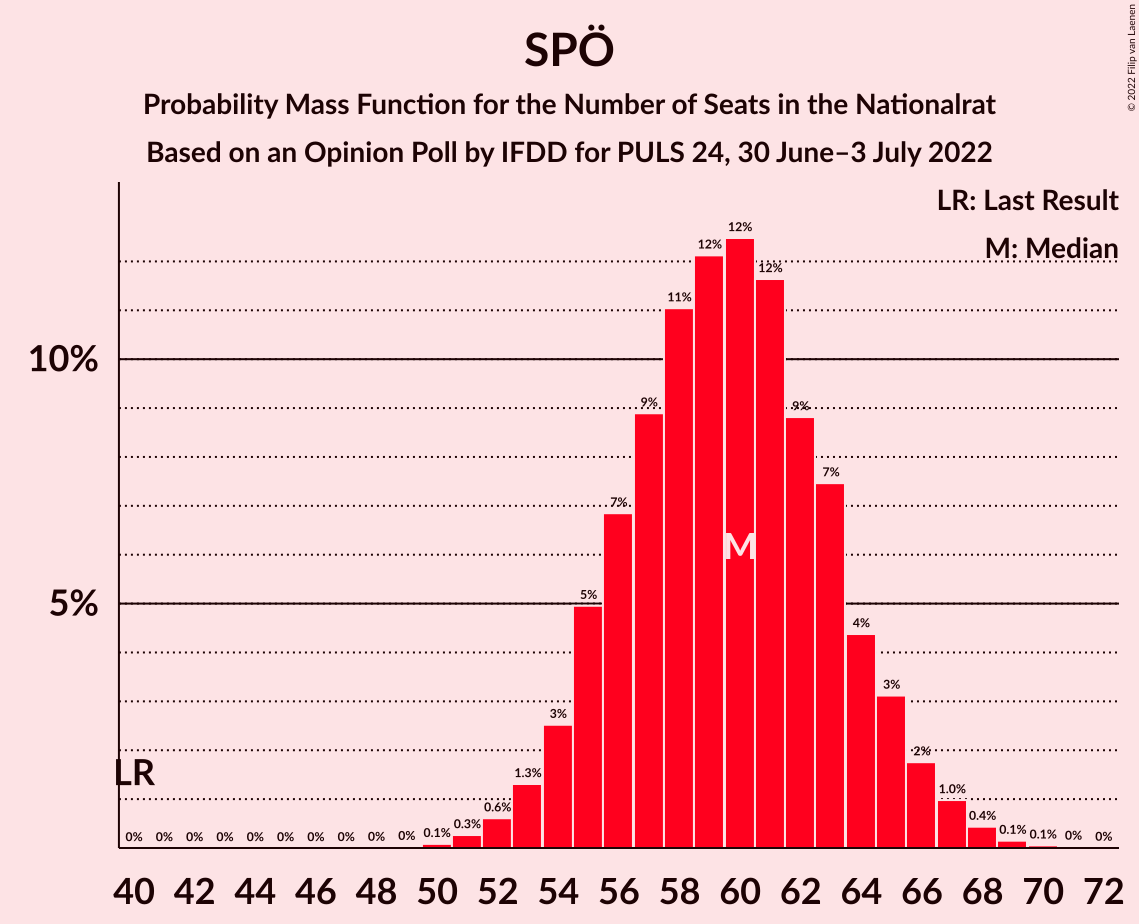 SPÖ
Probability Mass Function for the Number of Seats in the Nationalrat
Based on an Opinion Poll by IFDD for PULS 24, 30 June–3 July 2022
© 2022 Filip van Laenen
LR: Last Result
M: Median
10%
5%
LR
M
0% 0% 0% 0% 0% 0% 0% 0% 0% 0% 0.1% 0.3% 0.6% 1.3% 3% 5% 7% 9% 11% 12% 12% 12% 9% 7% 4% 3% 2% 1.0% 0.4% 0.1% 0.1% 0% 0%
40 42 44 46 48 50 52 54 56 58 60 62 64 66 68 70 72